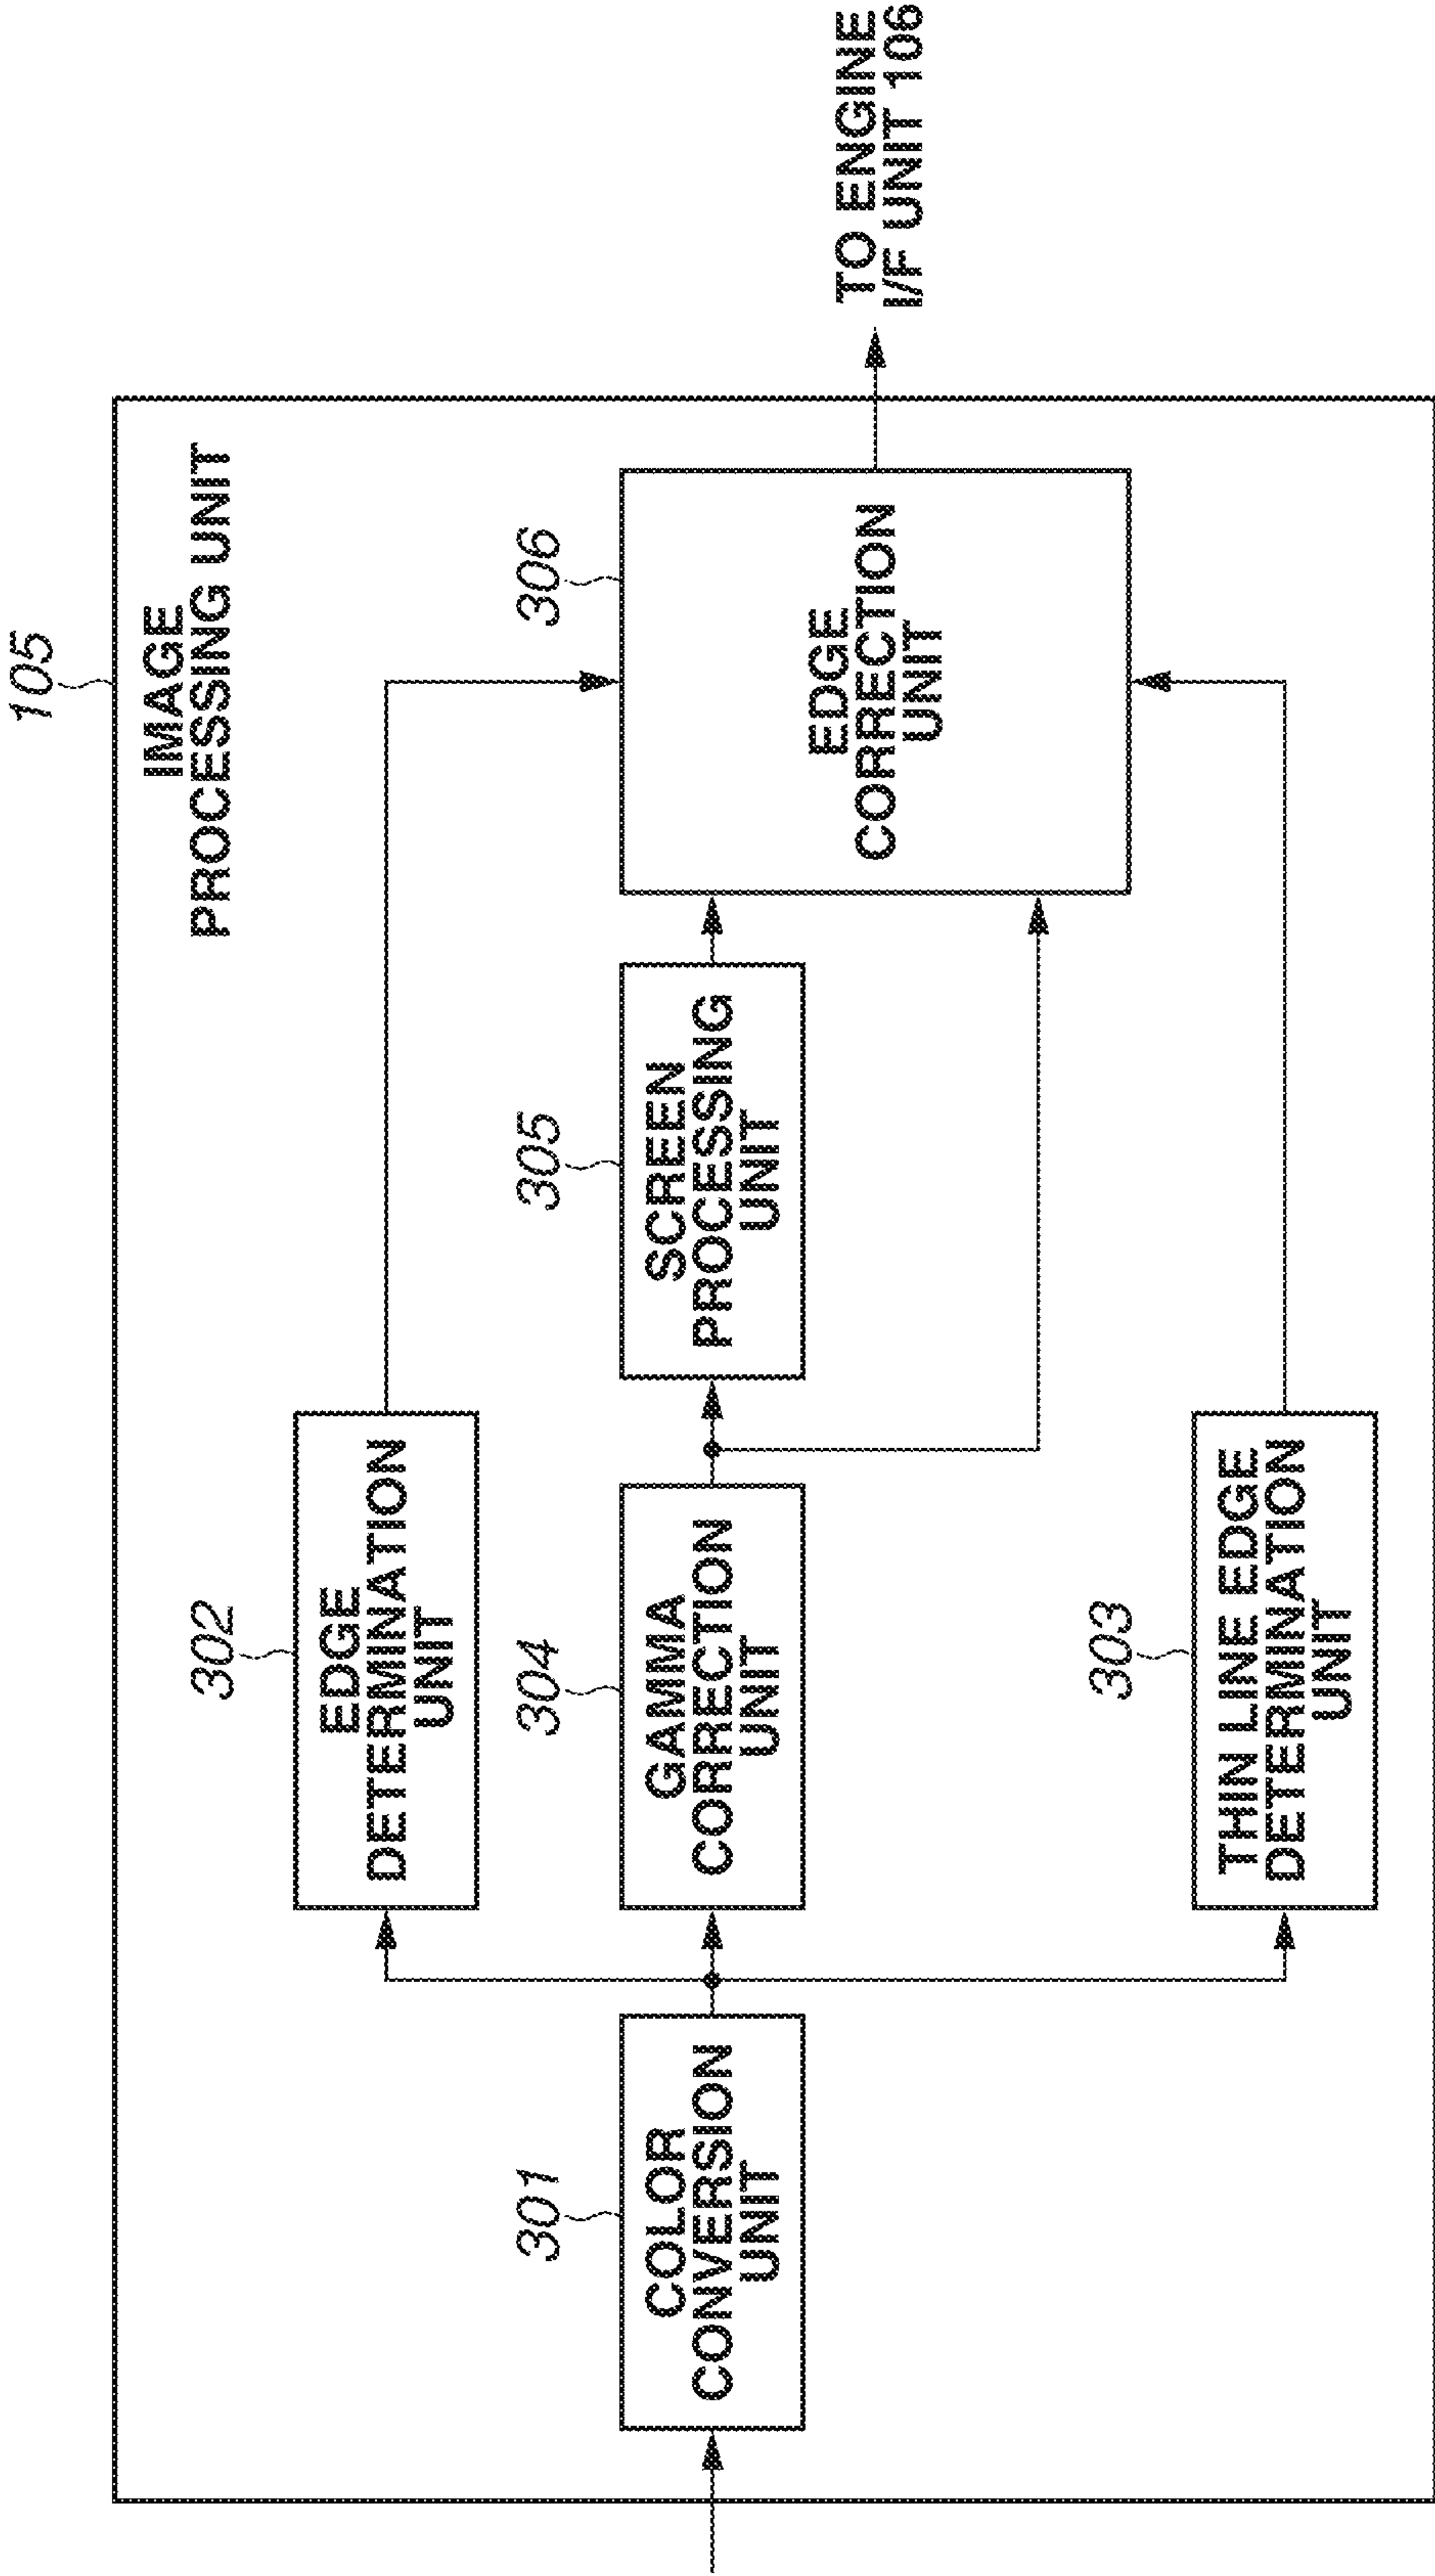 105
IMAGE
PROCESSING UNIT
302
EDGE
DETERMINATION
UNIT
301
COLOR
CONVERSION
UNIT
304
GAMMA
CORRECTION
UNIT
305
SCREEN
PROCESSING
UNIT
306
EDGE
CORRECTION
UNIT
TO ENGINE
I/F UNIT 106
303
THIN LINE EDGE
DETERMINATION
UNIT